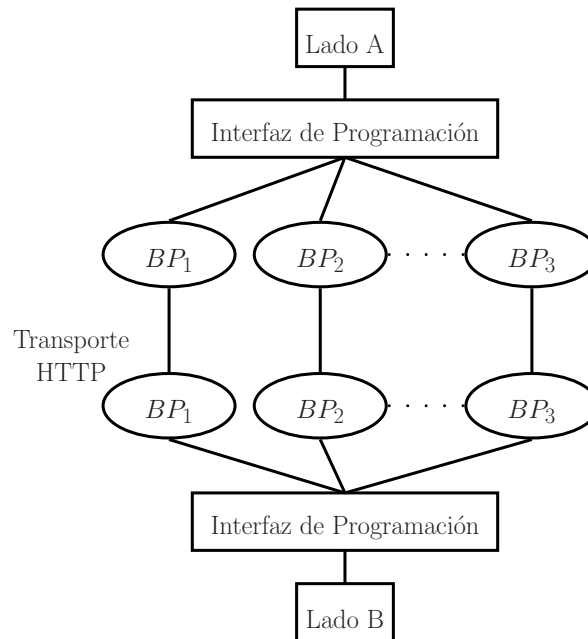 Lado A
Interfaz de Programación
BP1 BP2 · · · · · BP3
Transporte
HTTP
BP1 BP2 · · · · · BP3
Interfaz de Programación
Lado B